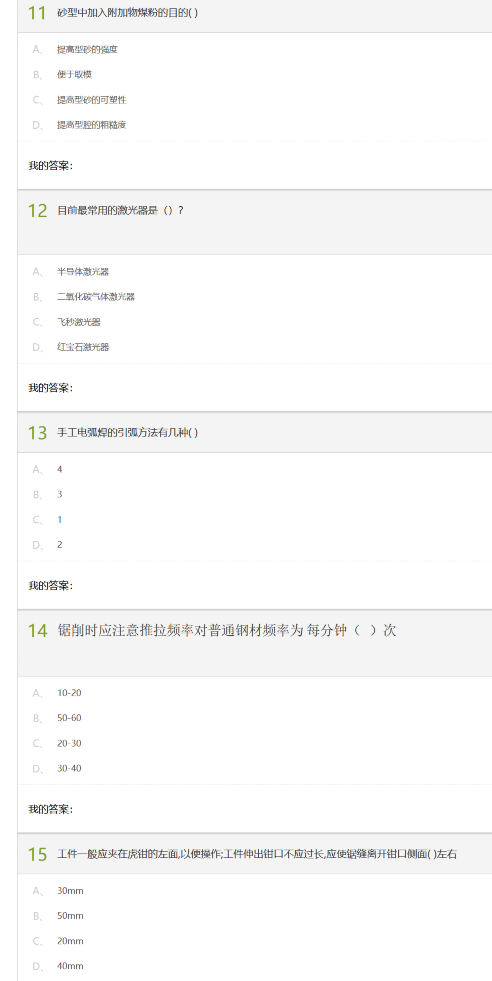 11 砂型中加入附加物煤粉的目的( )
A、 提高型砂的强度
B、 便于取模
C、 提高型砂的可塑性
D、 提高型腔的粗糙度
我的答案：
12 目前最常用的激光器是（）？
A、 半导体激光器
B、 二氧化碳气体激光器
C、 飞秒激光器
D、 红宝石激光器
我的答案：
13 手工电弧焊的引弧方法有几种( )
A、 4
B、 3
C、 1
D、 2
我的答案：
14 锯削时应注意推拉频率对普通钢材频率为 每分钟（ ）次
A、 10-20
B、 50-60
C、 20-30
D、 30-40
我的答案：
15 工件一般应夹在虎钳的左面,以便操作;工件伸出钳口不应过长,应使锯缝离开钳口侧面( )左右
A、 30mm
B、 50mm
C、 20mm
D、 40mm